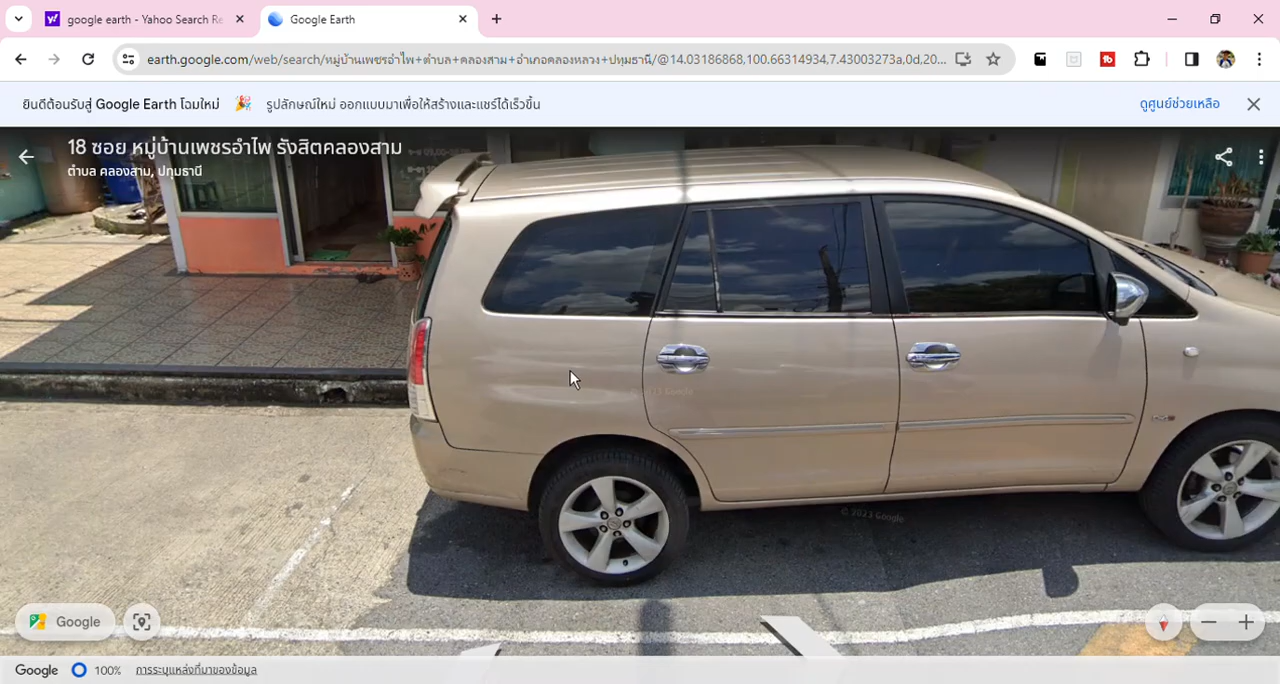 google earth - Yahoo Search Re
Google Earth
earth.google.com/web/search/หมู่บ้านเพชรอำไพ+ตำบล+คลองสาม+อำเภอคลองหลวง+ปทุมธานี/@14.03186868,100.66314934,7.43003273a,0d,20...
ยินดีต้อนรับสู่ Google Earth โฉมใหม่ 🎉 รูปลักษณ์ใหม่ ออกแบบมาเพื่อให้สร้างและแชร์ได้เร็วขึ้น
ดูศูนย์ช่วยเหลือ
18 ซอย หมู่บ้านเพชรอำไพ รังสิตคลองสาม
ตำบล คลองสาม, ปทุมธานี
© 2023 Google
Google
Google 100% การระบุแหล่งที่มาของข้อมูล